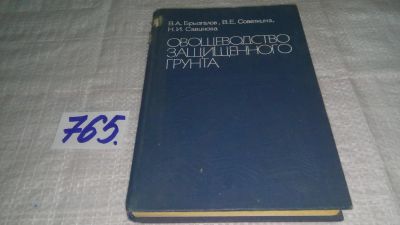 В.А. Брызгалов, В.Е. Советкина,
Н.И. Савинова
ОВОЩЕВОДСТВО
ЗАЩИЩЕННОГО
ГРУНТА
765.